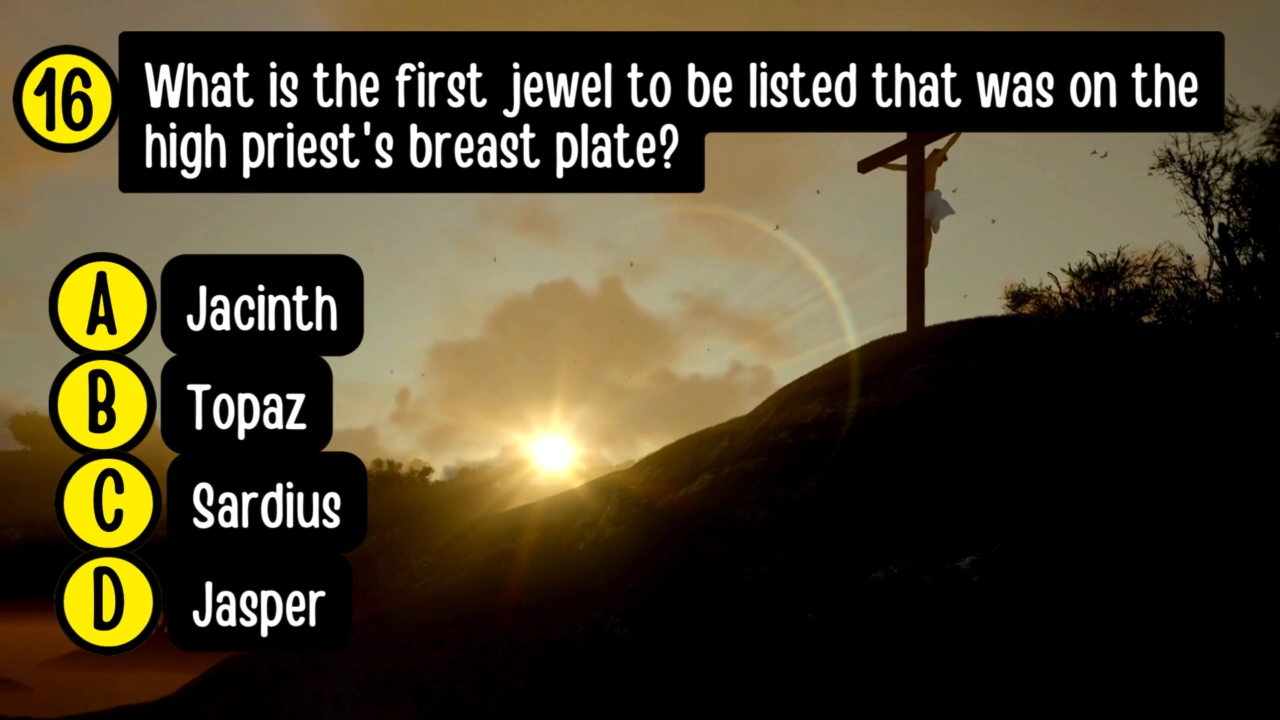 16
What is the first jewel to be listed that was on the
high priest's breast plate?
A Jacinth
B Topaz
C Sardius
D Jasper